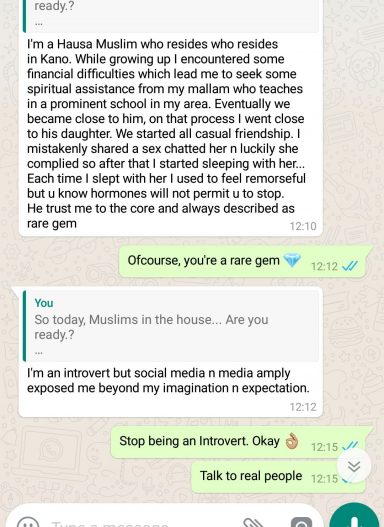 ready.?
...
I'm a Hausa Muslim who resides who resides
in Kano. While growing up I encountered some
financial difficulties which lead me to seek some
spiritual assistance from my mallam who teaches
in a prominent school in my area. Eventually we
became close to him, on that process I went close
to his daughter. We started all casual friendship. I
mistakenly shared a sex chatted her n luckily she
complied so after that I started sleeping with her...
Each time I slept with her I used to feel remorseful
but u know hormones will not permit u to stop.
He trust me to the core and always described as
rare gem
12:10
Ofcourse, you're a rare gem 💎
12:12
You
So today, Muslims in the house... Are you
ready.?
...
I'm an introvert but social media n media amply
exposed me beyond my imagination n expectation.
12:12
Stop being an Introvert. Okay 👌🏽
12:15
Talk to real people
12:15
Type a message